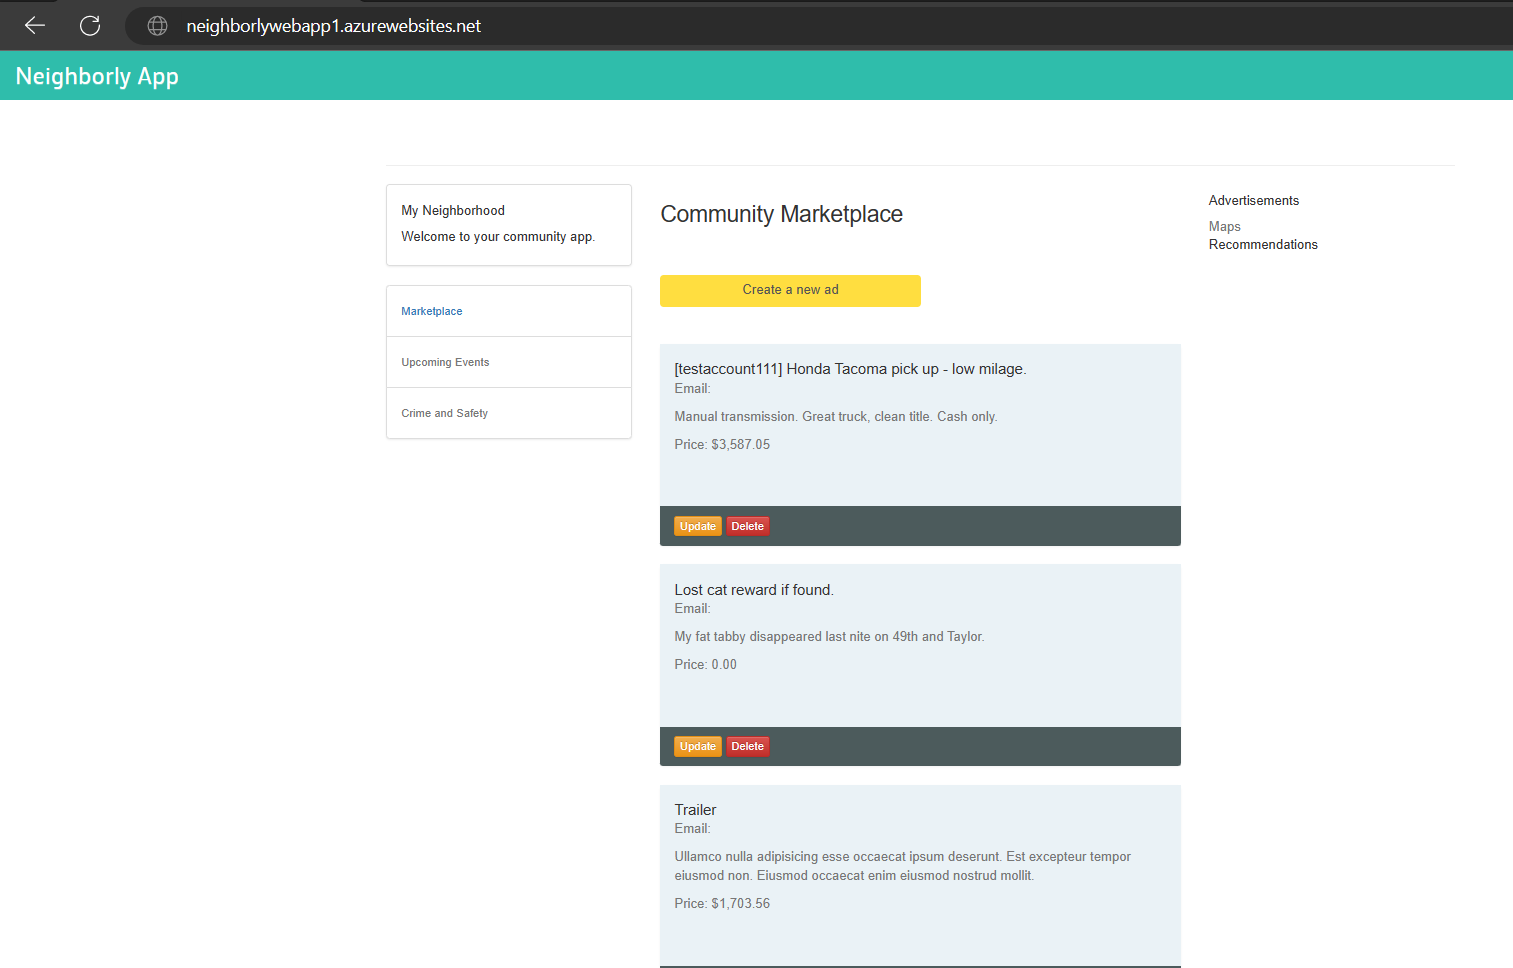 neighborlywebapp1.azurewebsites.net
Neighborly App
My Neighborhood
Welcome to your community app.
Marketplace
Upcoming Events
Crime and Safety
Community Marketplace
Create a new ad
[testaccount111] Honda Tacoma pick up - low milage.
Email:
Manual transmission. Great truck, clean title. Cash only.
Price: $3,587.05
Update Delete
Lost cat reward if found.
Email:
My fat tabby disappeared last nite on 49th and Taylor.
Price: 0.00
Update Delete
Trailer
Email:
Ullamco nulla adipisicing esse occaecat ipsum deserunt. Est excepteur tempor
eiusmod non. Eiusmod occaecat enim eiusmod nostrud mollit.
Price: $1,703.56
Advertisements
Maps
Recommendations